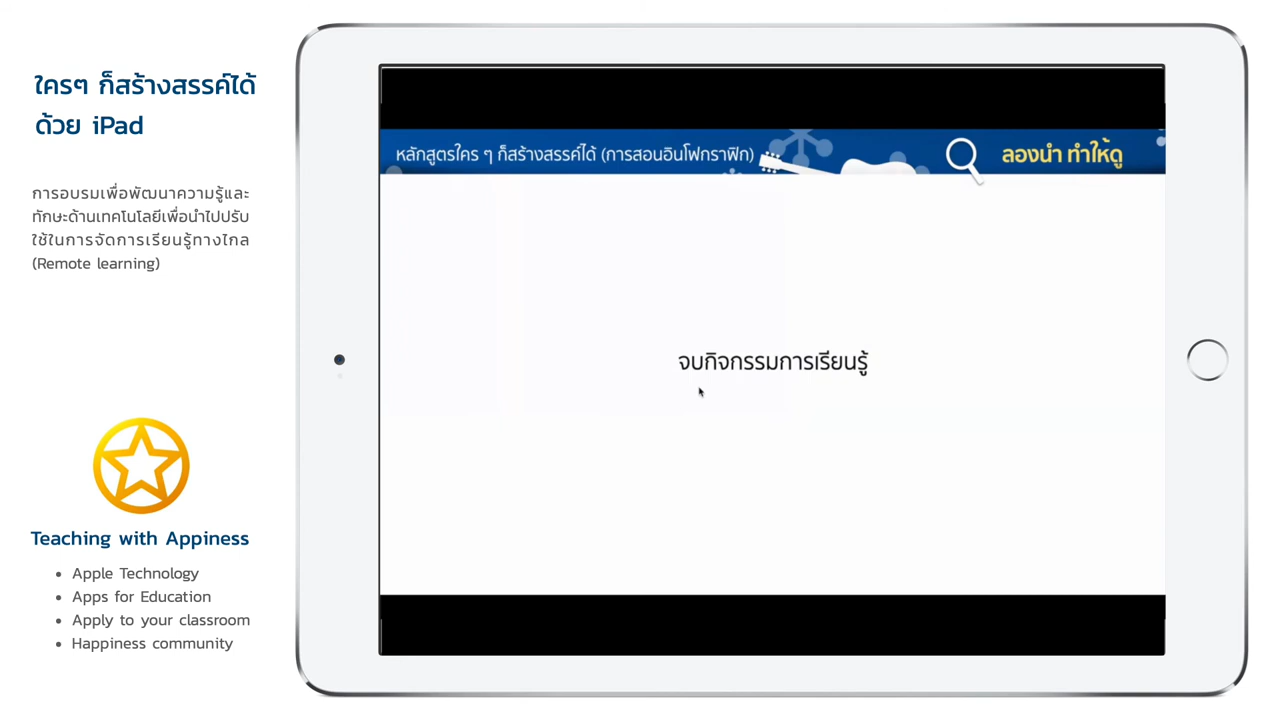 ใครๆ ก็สร้างสรรค์ได้
ด้วย iPad
การอบรมเพื่อพัฒนาความรู้และ
ทักษะด้านเทคโนโลยีเพื่อนำไปปรับ
ใช้ในการจัดการเรียนรู้ทางไกล
(Remote learning)
Teaching with Appiness
• Apple Technology
• Apps for Education
• Apply to your classroom
• Happiness community
หลักสูตรใคร ๆ ก็สร้างสรรค์ได้ (การสอนอินโฟกราฟิก)
ลองนำ ทำให้ดู
จบกิจกรรมการเรียนรู้